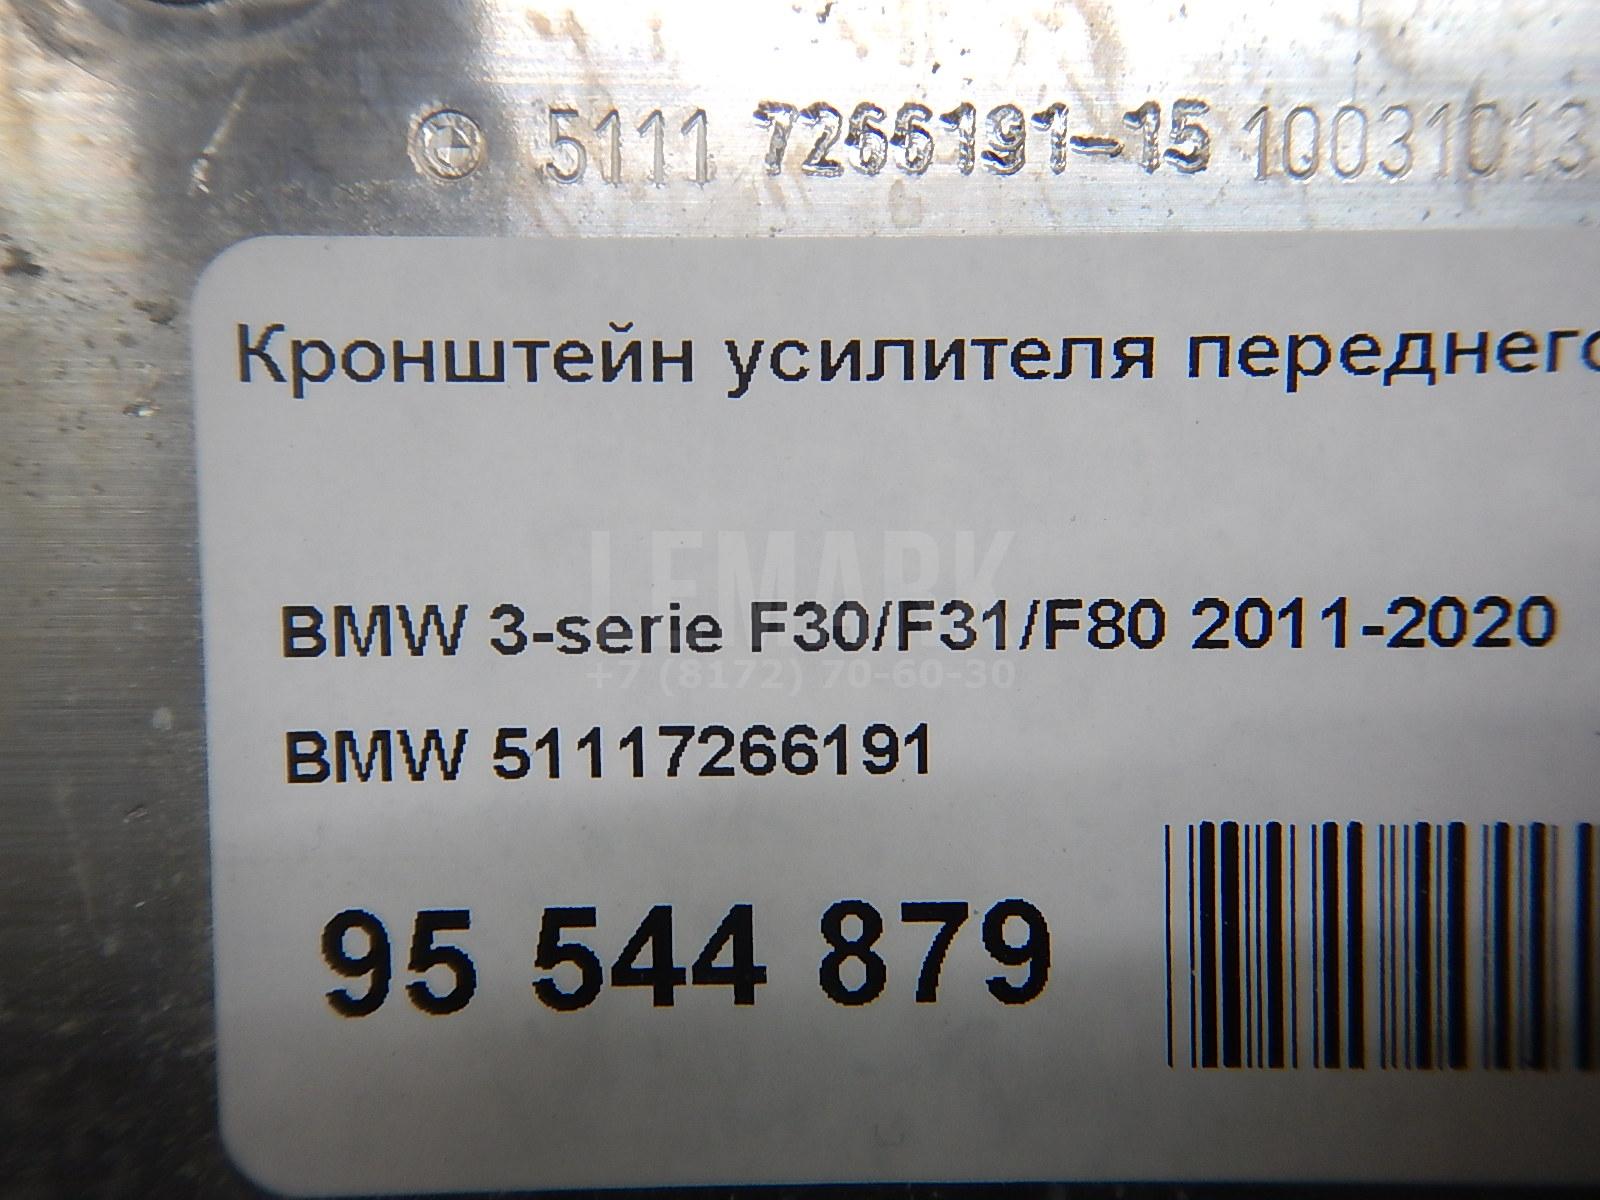 5111 7266191-15 10031013
Кронштейн усилителя переднего
LEMARK
BMW 3-serie F30/F31/F80 2011-2020
+7 (8172) 70-60-30
BMW 51117266191
95 544 879